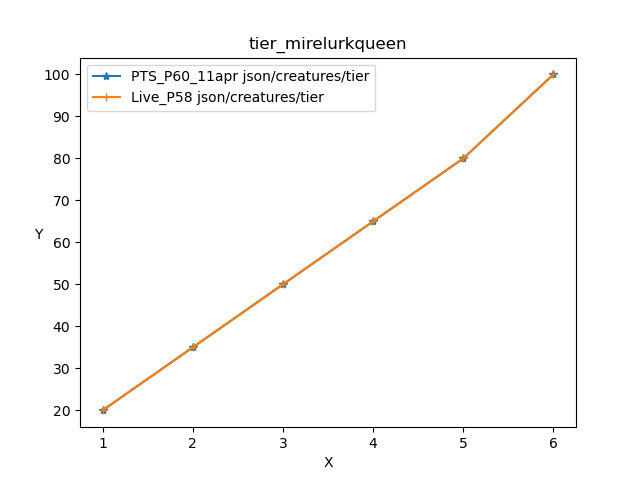 tier_mirelurkqueen
PTS_P60_11apr json/creatures/tier
Live_P58 json/creatures/tier
100
90
80
70
60
50
40
30
20
Y
1 2 3 4 5 6
X